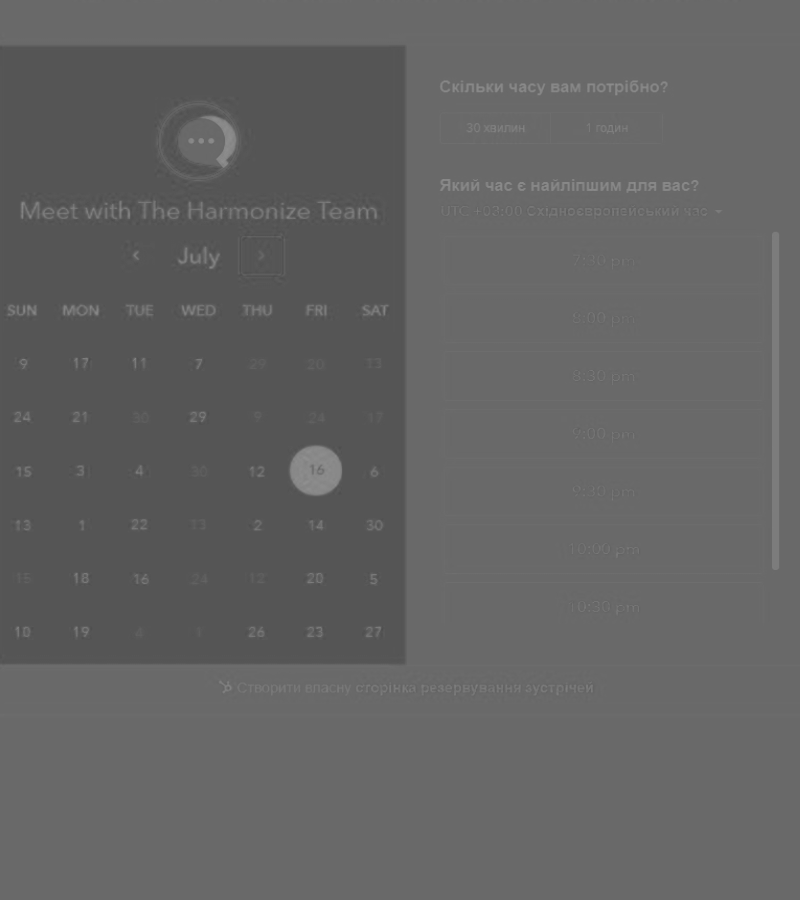 Meet with The Harmonize Team
July
SUN MON TUE WED THU FRI SAT
9 17 11 7 29 20 13
24 21 30 29 9 24 17
15 3 4 30 12 16 6
13 1 22 13 2 14 30
15 18 16 24 12 20 5
10 19 4 1 26 23 27
Скільки часу вам потрібно?
30 хвилин 1 годин
Який час є найліпшим для вас?
UTC +03:00 Східноєвропейський час
7:30 pm
8:00 pm
8:30 pm
9:00 pm
9:30 pm
10:00 pm
10:30 pm
Створити власну сторінка резервування зустрічей